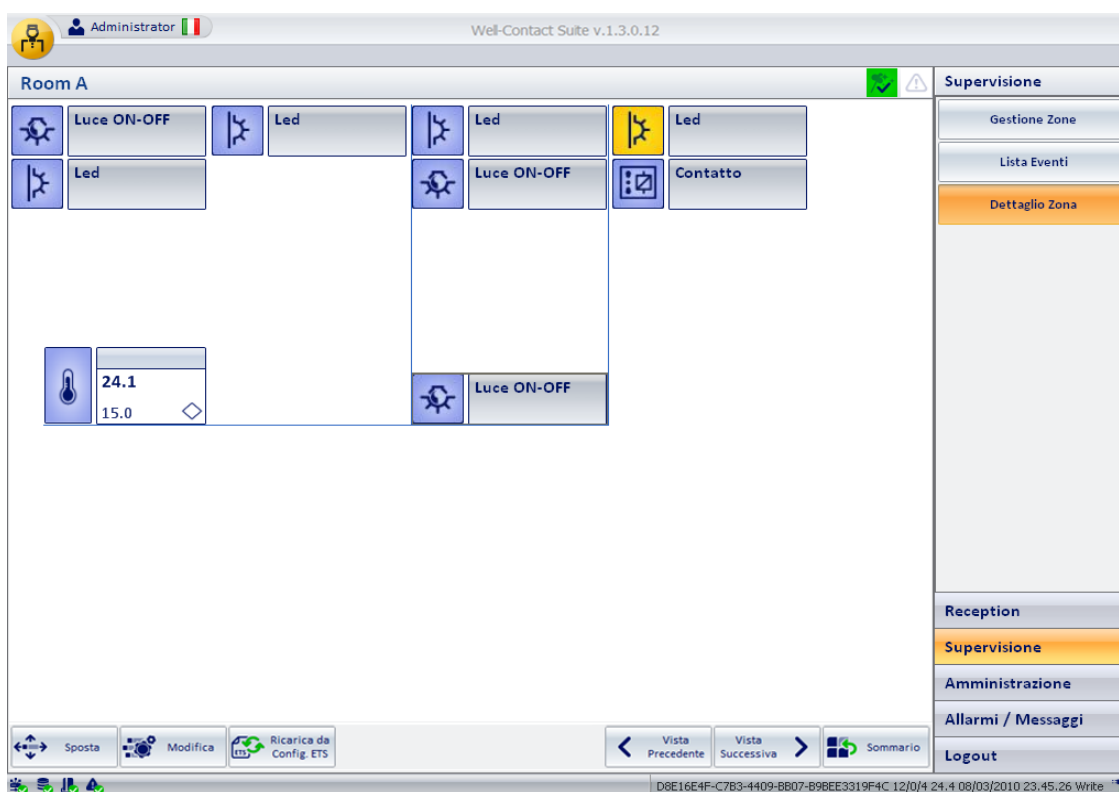 Administrator
Well-Contact Suite v.1.3.0.12
Room A
Supervisione
Luce ON-OFF
Led
Led
Led
Gestione Zone
Led
Luce ON-OFF
Contatto
Lista Eventi
Dettaglio Zona
24.1
15.0
Luce ON-OFF
Reception
Supervisione
Amministrazione
Allarmi / Messaggi
Logout
Sposta
Modifica
ETS
Ricarica da
Config. ETS
Vista
Precedente
Vista
Successiva
Sommario
D8E16E4F-C7B3-4409-BB07-B9BEE3319F4C 12/0/4 24.4 08/03/2010 23.45.26 Write